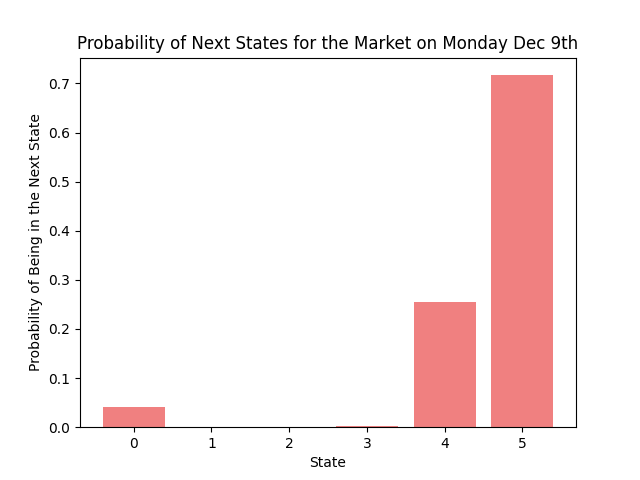 Probability of Next States for the Market on Monday Dec 9th
Probability of Being in the Next State
0.7
0.6
0.5
0.4
0.3
0.2
0.1
0.0
0 1 2 3 4 5
State